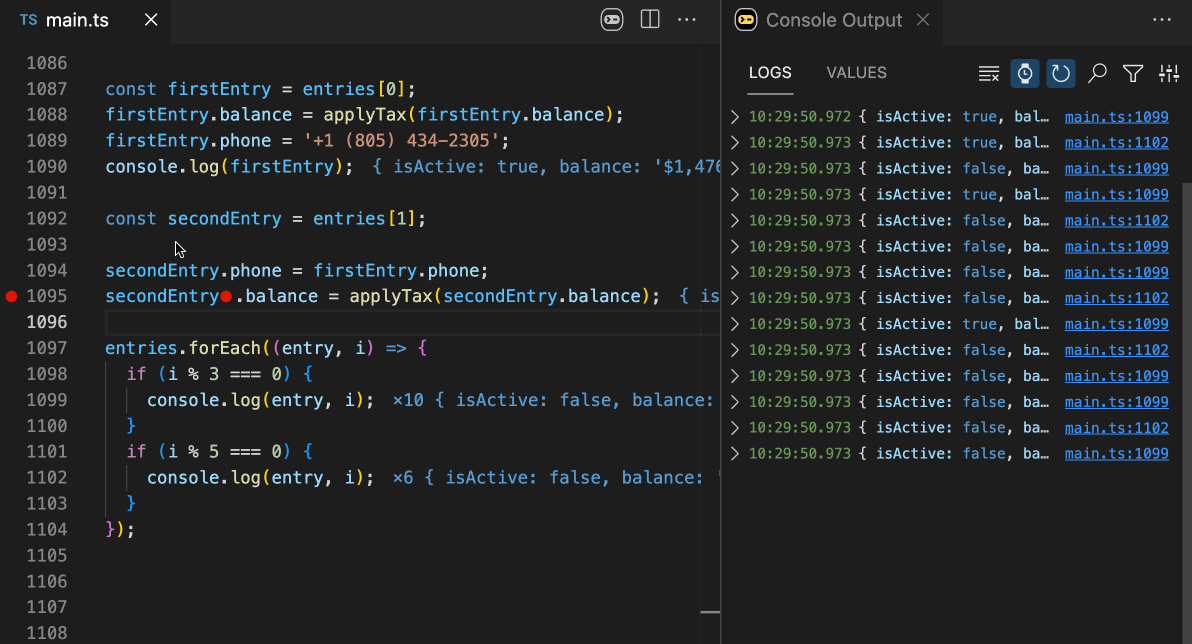 TS main.ts
1086
1087 const firstEntry = entries[0];
1088 firstEntry.balance = applyTax(firstEntry.balance);
1089 firstEntry.phone = '+1 (805) 434-2305';
1090 console.log(firstEntry); { isActive: true, balance: '$1,476
1091
1092 const secondEntry = entries[1];
1093
1094 secondEntry.phone = firstEntry.phone;
1095 secondEntry.balance = applyTax(secondEntry.balance); { is
1096
1097 entries.forEach((entry, i) => {
1098 if (i % 3 === 0) {
1099 console.log(entry, i); ×10 { isActive: false, balance:
1100 }
1101 if (i % 5 === 0) {
1102 console.log(entry, i); ×6 { isActive: false, balance: '
1103 }
1104 });
1105
1106
1107
1108
Console Output
LOGS VALUES
10:29:50.972 { isActive: true, bal… main.ts:1099
10:29:50.973 { isActive: true, bal… main.ts:1102
10:29:50.973 { isActive: false, ba… main.ts:1099
10:29:50.973 { isActive: true, bal… main.ts:1099
10:29:50.973 { isActive: false, ba… main.ts:1102
10:29:50.973 { isActive: false, ba… main.ts:1099
10:29:50.973 { isActive: false, ba… main.ts:1099
10:29:50.973 { isActive: false, ba… main.ts:1102
10:29:50.973 { isActive: true, bal… main.ts:1099
10:29:50.973 { isActive: false, ba… main.ts:1102
10:29:50.973 { isActive: false, ba… main.ts:1099
10:29:50.973 { isActive: false, ba… main.ts:1099
10:29:50.973 { isActive: false, ba… main.ts:1102
10:29:50.973 { isActive: false, ba… main.ts:1099